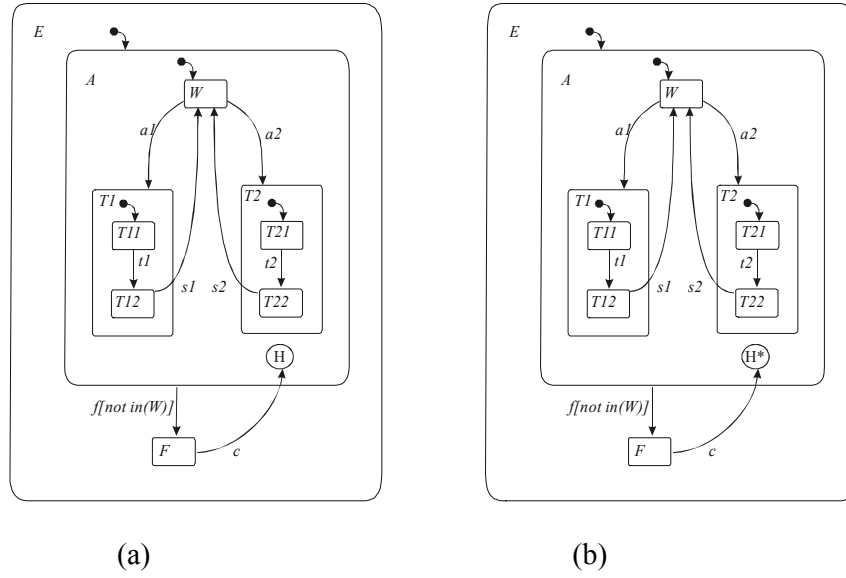 E
A
W
a1
a2
T1
T2
T11
T21
t1
t2
T12
s1
s2
T22
H
f[not in(W)]
F
c
(a)
E
A
W
a1
a2
T1
T2
T11
T21
t1
t2
T12
s1
s2
T22
H*
f[not in(W)]
F
c
(b)